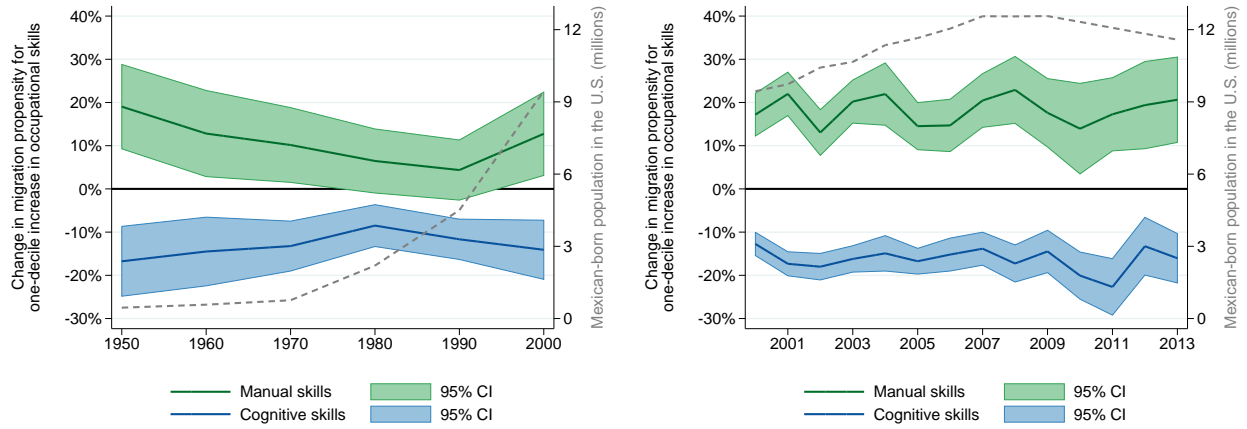 Change in migration propensity for
one-decile increase in occupational skills
40%
30%
20%
10%
0%
-10%
-20%
-30%
1950
1960
1970
1980
1990
2000
12
9
6
3
0
Mexican-born population in the U.S. (millions)
Manual skills
95% CI
Cognitive skills
95% CI
Change in migration propensity for
one-decile increase in occupational skills
40%
30%
20%
10%
0%
-10%
-20%
-30%
2001
2003
2005
2007
2009
2011
2013
12
9
6
3
0
Mexican-born population in the U.S. (millions)
Manual skills
95% CI
Cognitive skills
95% CI